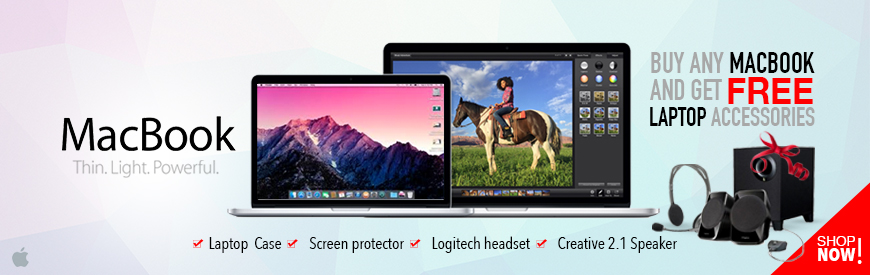 MacBook
Thin. Light. Powerful.
BUY ANY MACBOOK
AND GET FREE
LAPTOP ACCESSORIES
Laptop Case
Screen protector
Logitech headset
Creative 2.1 Speaker
SHOP
NOW!